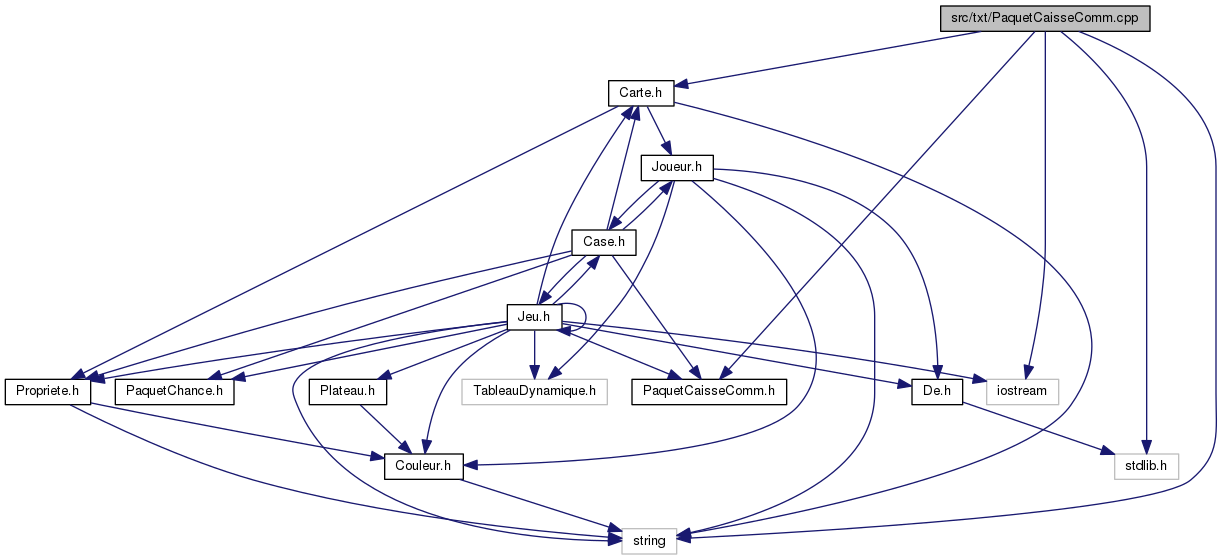 src/txt/PaquetCaisseComm.cpp
Carte.h
Joueur.h
Case.h
Jeu.h
Propriete.h
PaquetChance.h
Plateau.h
TableauDynamique.h
PaquetCaisseComm.h
De.h
iostream
Couleur.h
stdlib.h
string